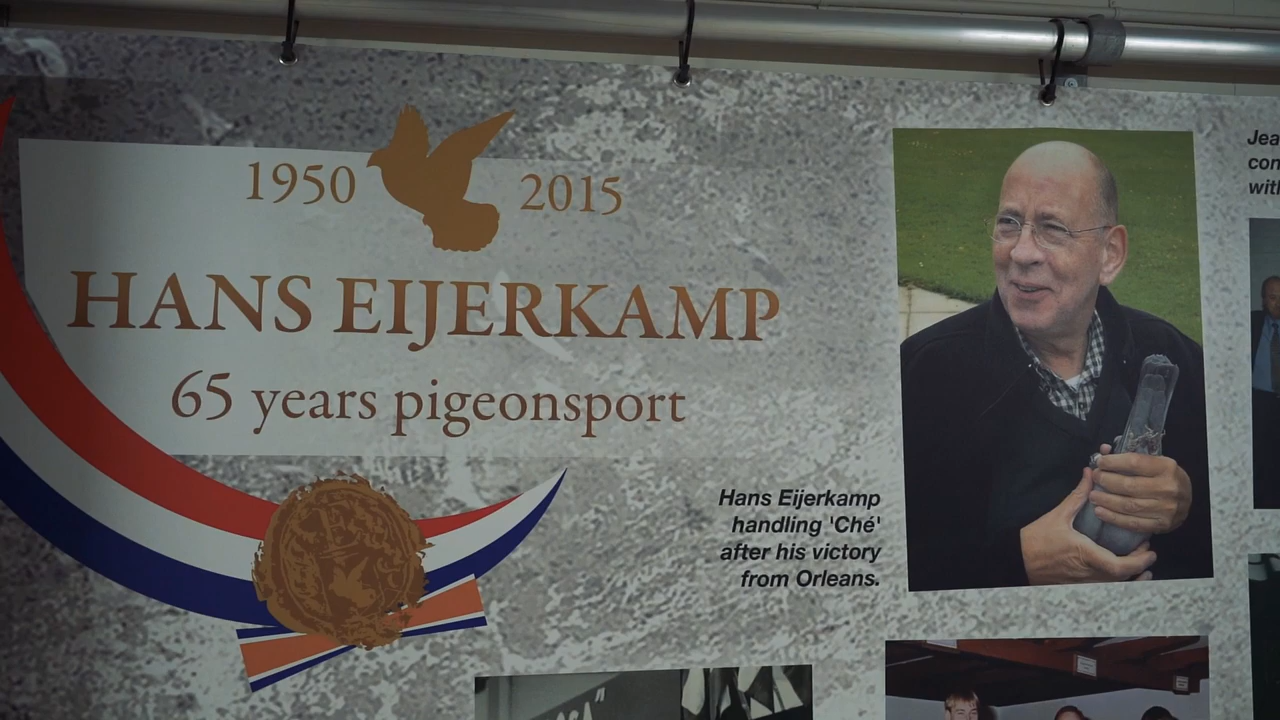 1950 2015
HANS EIJERKAMP
65 years pigeonsport
Hans Eijerkamp
handling 'Ché'
after his victory
from Orleans.